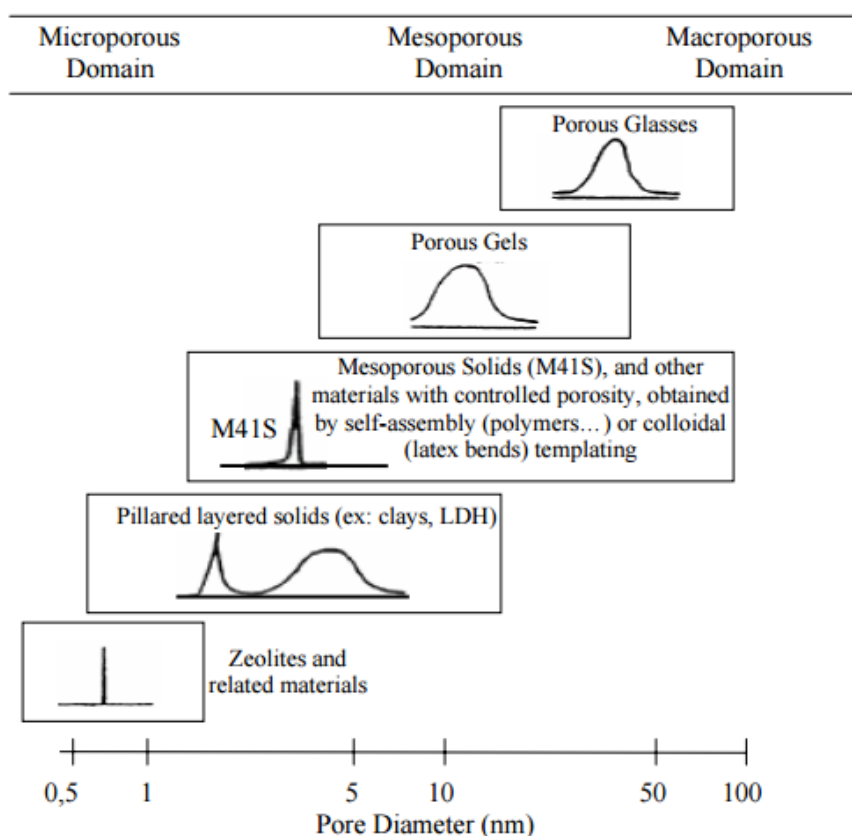 Microporous Mesoporous Macroporous
Domain Domain Domain
Porous Glasses
Porous Gels
Mesoporous Solids (M41S), and other
materials with controlled porosity, obtained
by self-assembly (polymers…) or colloidal
(latex bends) templating
M41S
Pillared layered solids (ex: clays, LDH)
Zeolites and
related materials
0,5 1 5 10 50 100
Pore Diameter (nm)